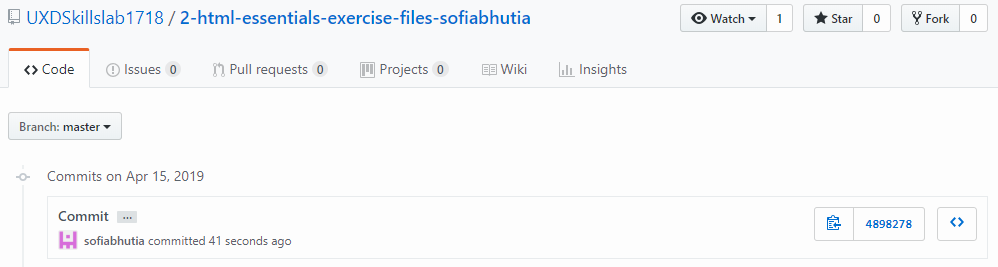 UXDSkillslab1718 / 2-html-essentials-exercise-files-sofiabhutia Watch 1 Star 0 Fork 0
Code Issues 0 Pull requests 0 Projects 0 Wiki Insights
Branch: master
Commits on Apr 15, 2019
Commit ...
4898278
sofiabhutia committed 41 seconds ago